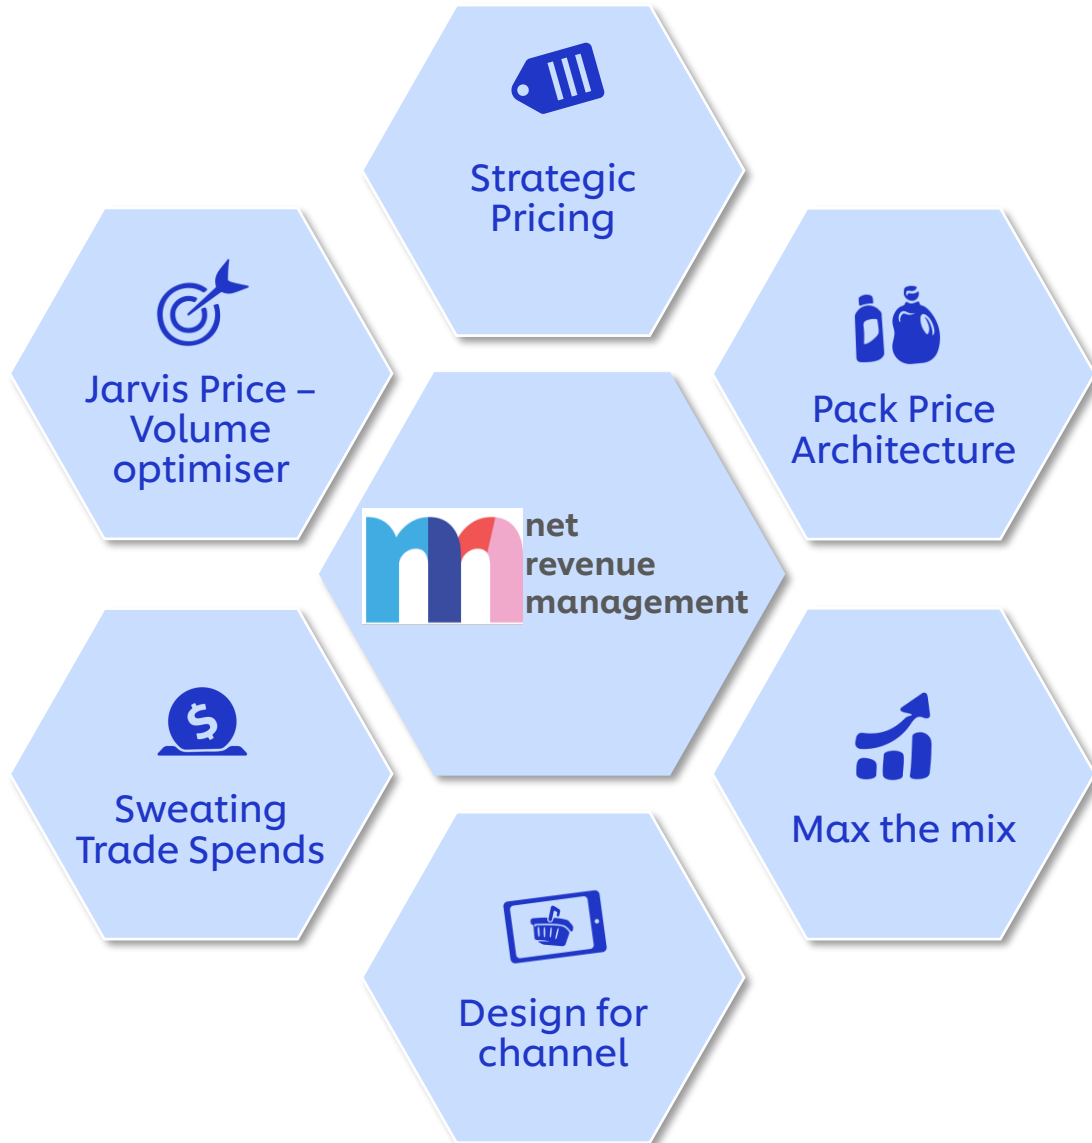 Strategic
Pricing
Jarvis Price –
Volume
optimiser
Pack Price
Architecture
net
revenue
management
Sweating
Trade Spends
Max the mix
Design for
channel